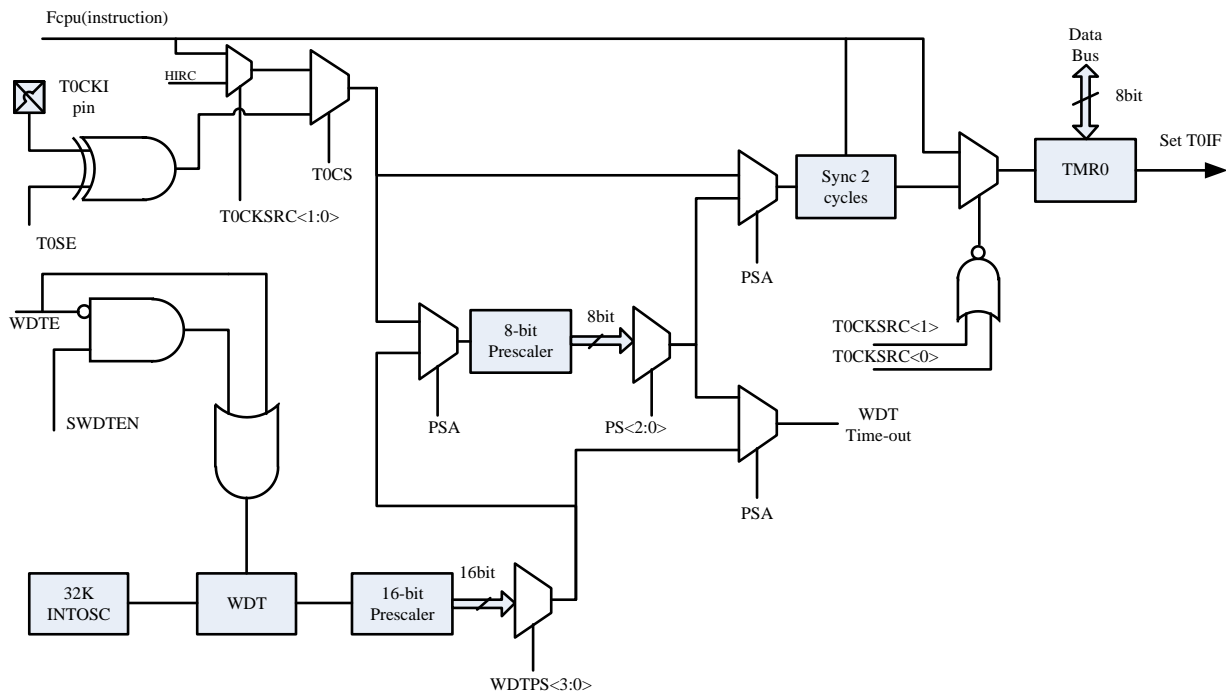 Fcpu(instruction)
Data
Bus
HIRC
T0CKI
pin
8bit
Set T0IF
Sync 2
cycles
TMR0
T0CS
T0CKSRC<1:0>
T0SE
PSA
WDTE
8bit
8-bit
Prescaler
T0CKSRC<1>
T0CKSRC<0>
SWDTEN
PSA
PS<2:0>
WDT
Time-out
PSA
32K
INTOSC
WDT
16-bit
Prescaler
16bit
WDTPS<3:0>